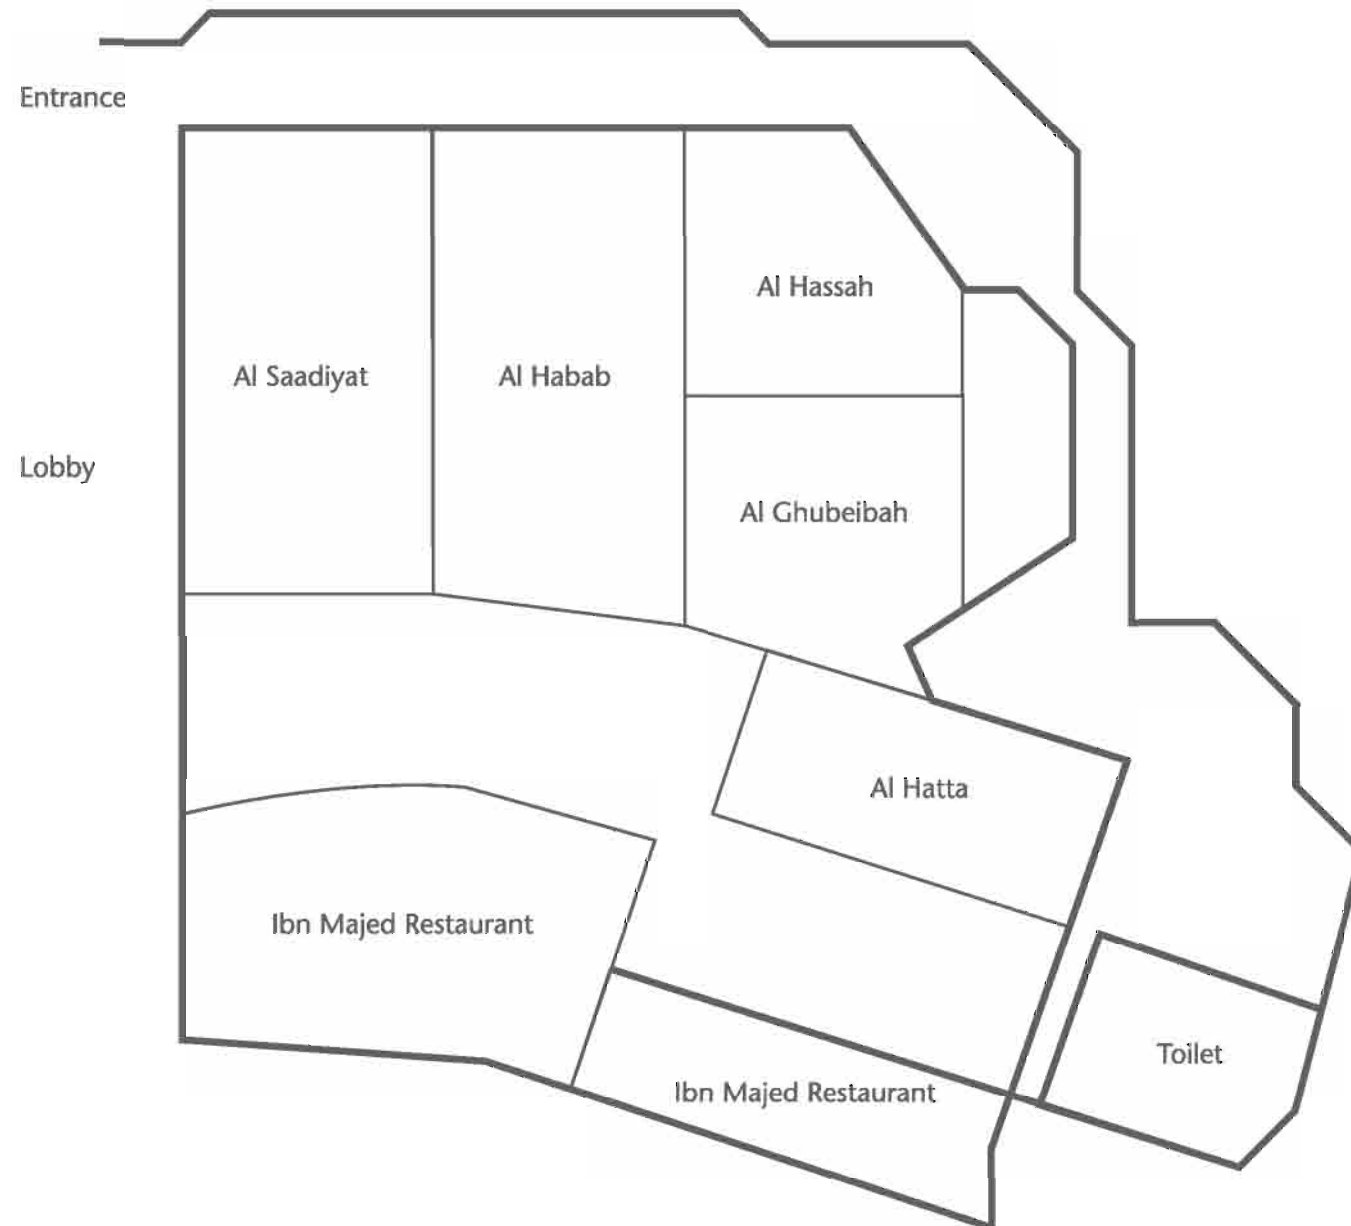 Entrance
Al Hassah
Al Saadiyat
Al Habab
Lobby
Al Ghubeibah
Al Hatta
Ibn Majed Restaurant
Toilet
Ibn Majed Restaurant